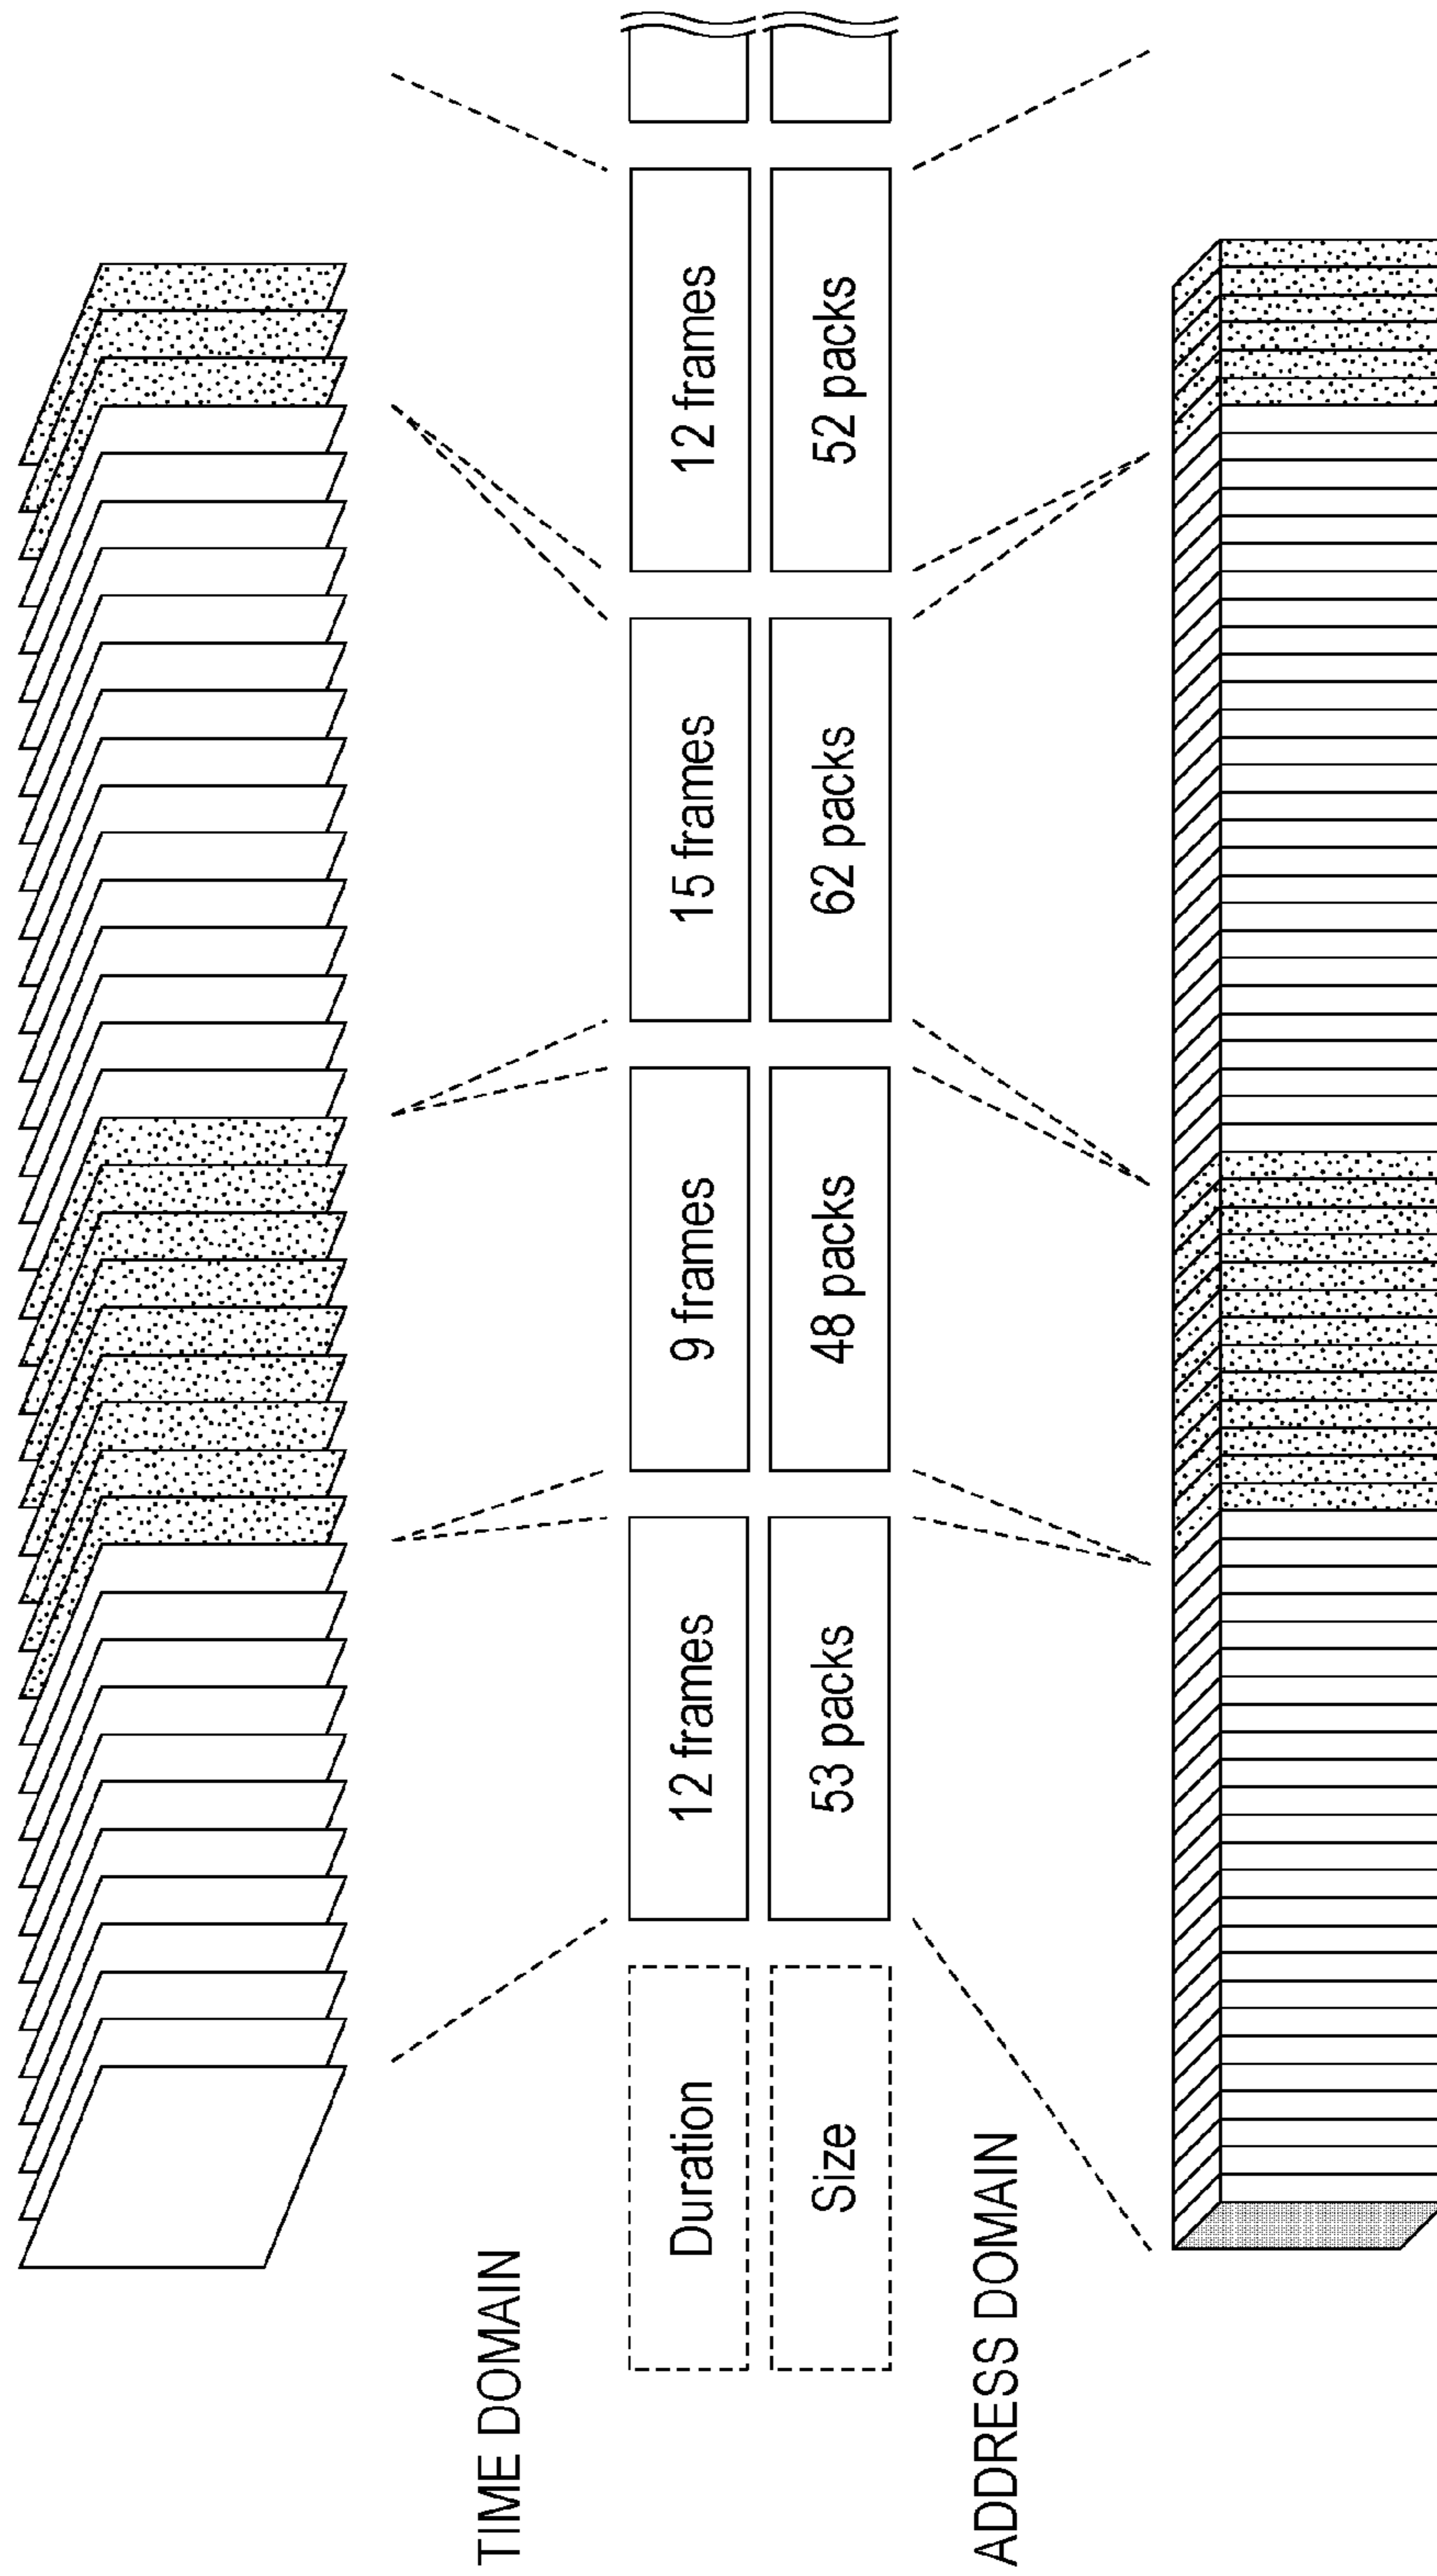 TIME DOMAIN
Duration
12 frames
9 frames
15 frames
12 frames
Size
53 packs
48 packs
62 packs
52 packs
ADDRESS DOMAIN